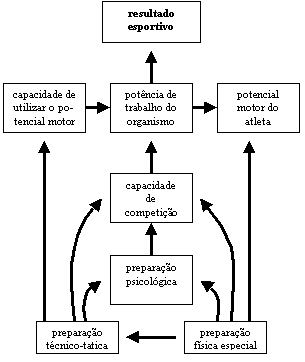 resultado
esportivo
capacidade de
utilizar o po-
tencial motor
potência de
trabalho do
organismo
potencial
motor do
atleta
capacidade
de
competição
preparação
psicológica
preparação
técnico-tatica
preparação
física especial